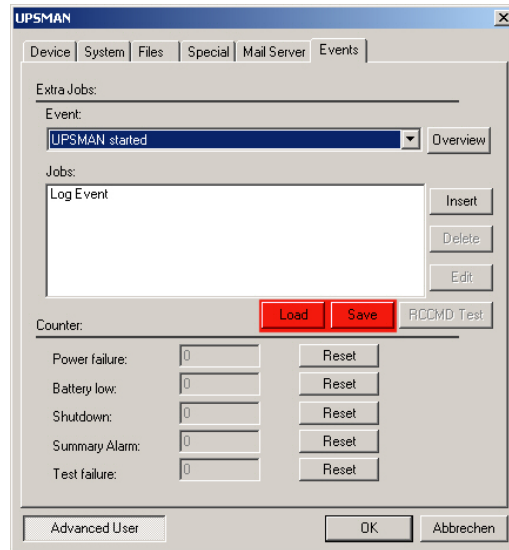 UPSMAN
Device System Files Special Mail Server Events
Extra Jobs:
Event:
UPSMAN started Overview
Jobs:
Log Event
Insert
Delete
Edit
Load Save RCCMD Test
Counter:
Power failure: 0 Reset
Battery low: 0 Reset
Shutdown: 0 Reset
Summary Alarm: 0 Reset
Test failure: 0 Reset
Advanced User OK Abbrechen